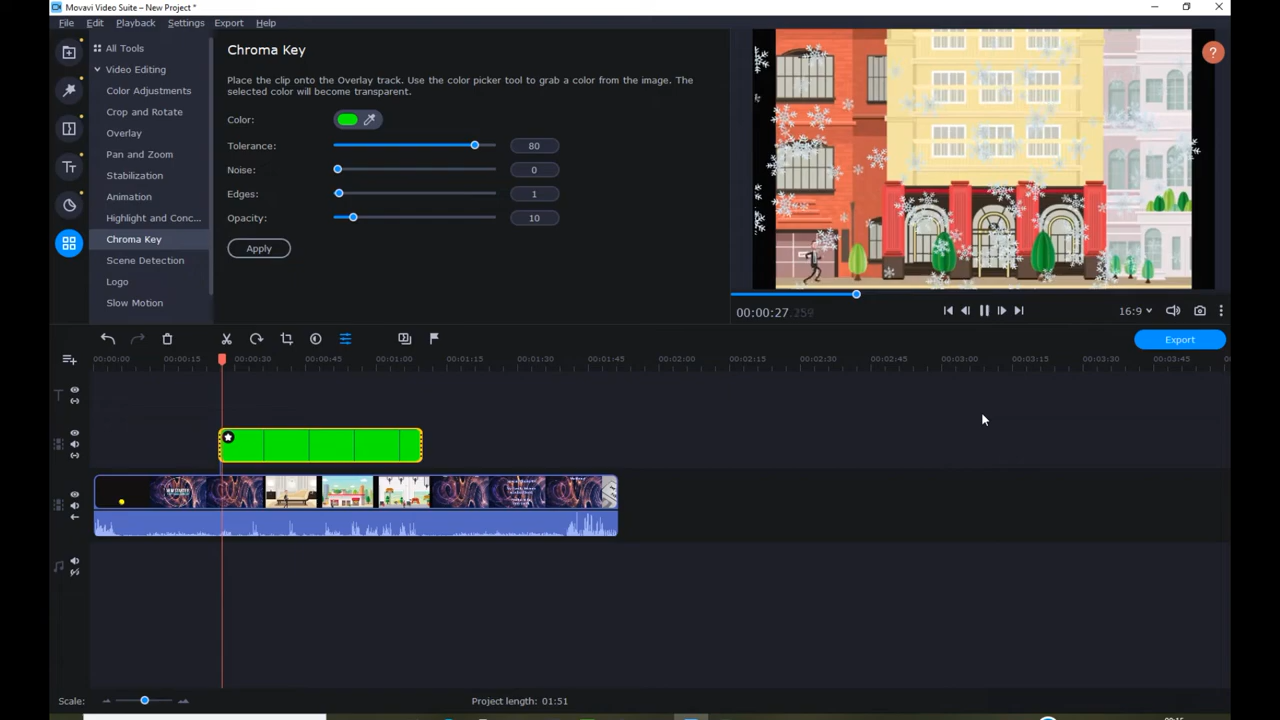 Movavi Video Suite – New Project *
File Edit Playback Settings Export Help
All Tools
Video Editing
Color Adjustments
Crop and Rotate
Overlay
Pan and Zoom
Stabilization
Animation
Highlight and Conc...
Chroma Key
Scene Detection
Logo
Slow Motion
Chroma Key
Place the clip onto the Overlay track. Use the color picker tool to grab a color from the image. The
selected color will become transparent.
Color:
Tolerance: 80
Noise: 0
Edges: 1
Opacity: 10
Apply
?
00:00:27.259
16:9
Export
00:00:00 00:00:15 00:00:30 00:00:45 00:01:00 00:01:15 00:01:30 00:01:45 00:02:00 00:02:15 00:02:30 00:02:45 00:03:00 00:03:15 00:03:30 00:03:45
Scale:
Project length: 01:51